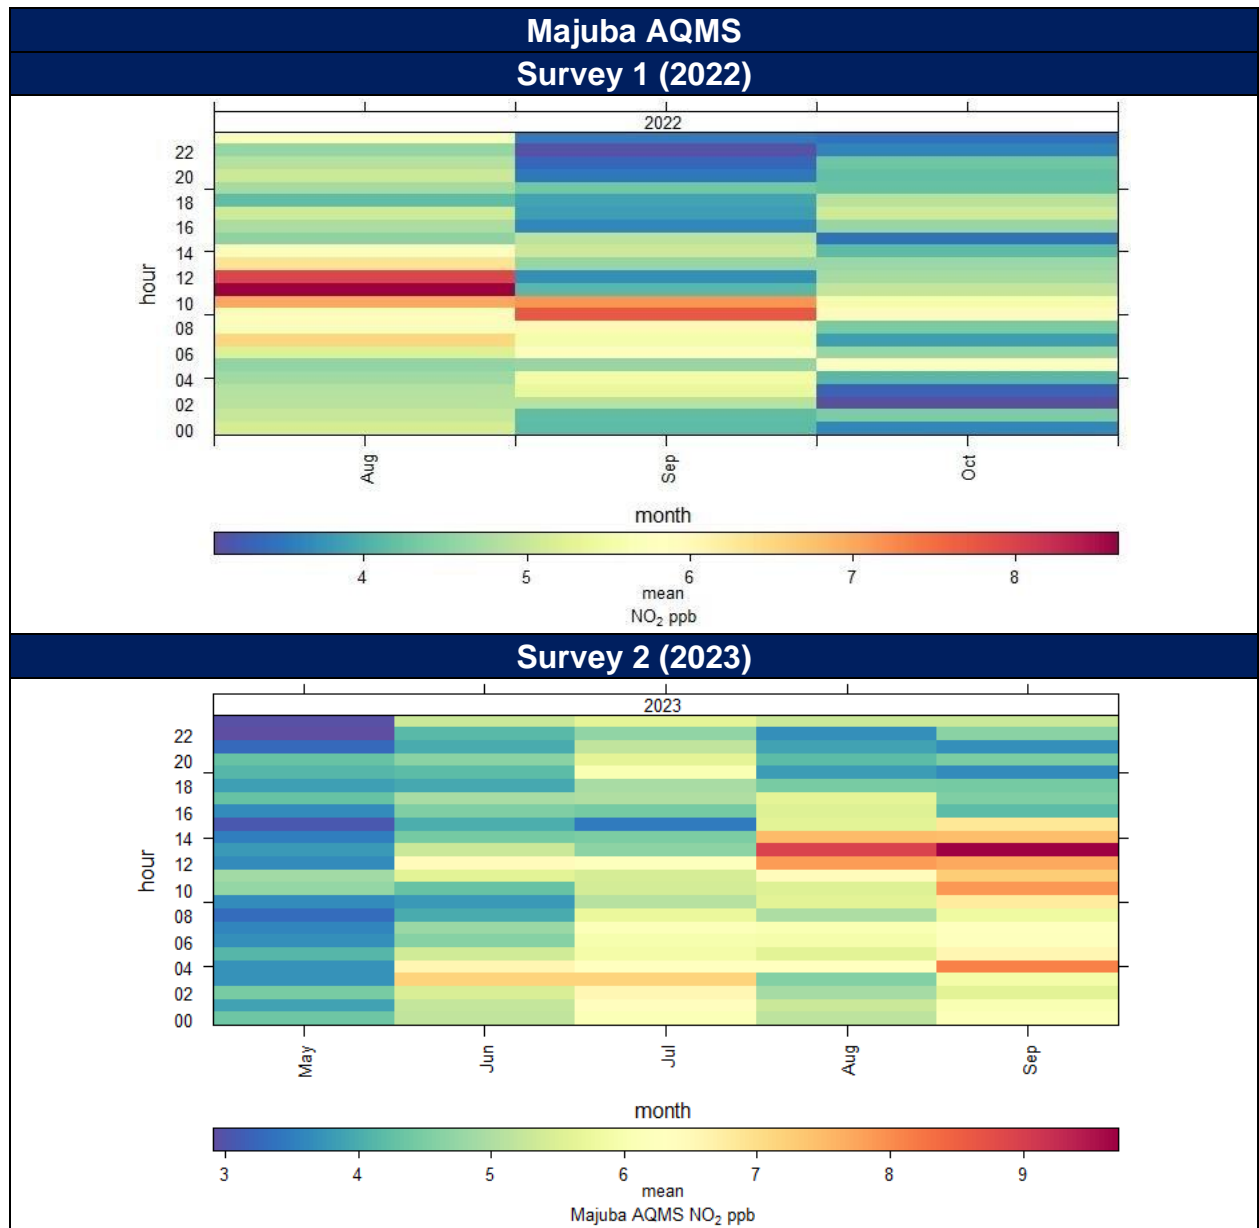 Majuba AQMS
Survey 1 (2022)
2022
22
20
18
16
14
12
10
08
06
04
02
00
hour
Aug Sep Oct
month
4 5 6 7 8
mean
NO₂ ppb
Survey 2 (2023)
2023
22
20
18
16
14
12
10
08
06
04
02
00
hour
May Jun Jul Aug Sep
month
3 4 5 6 7 8 9
mean
Majuba AQMS NO₂ ppb